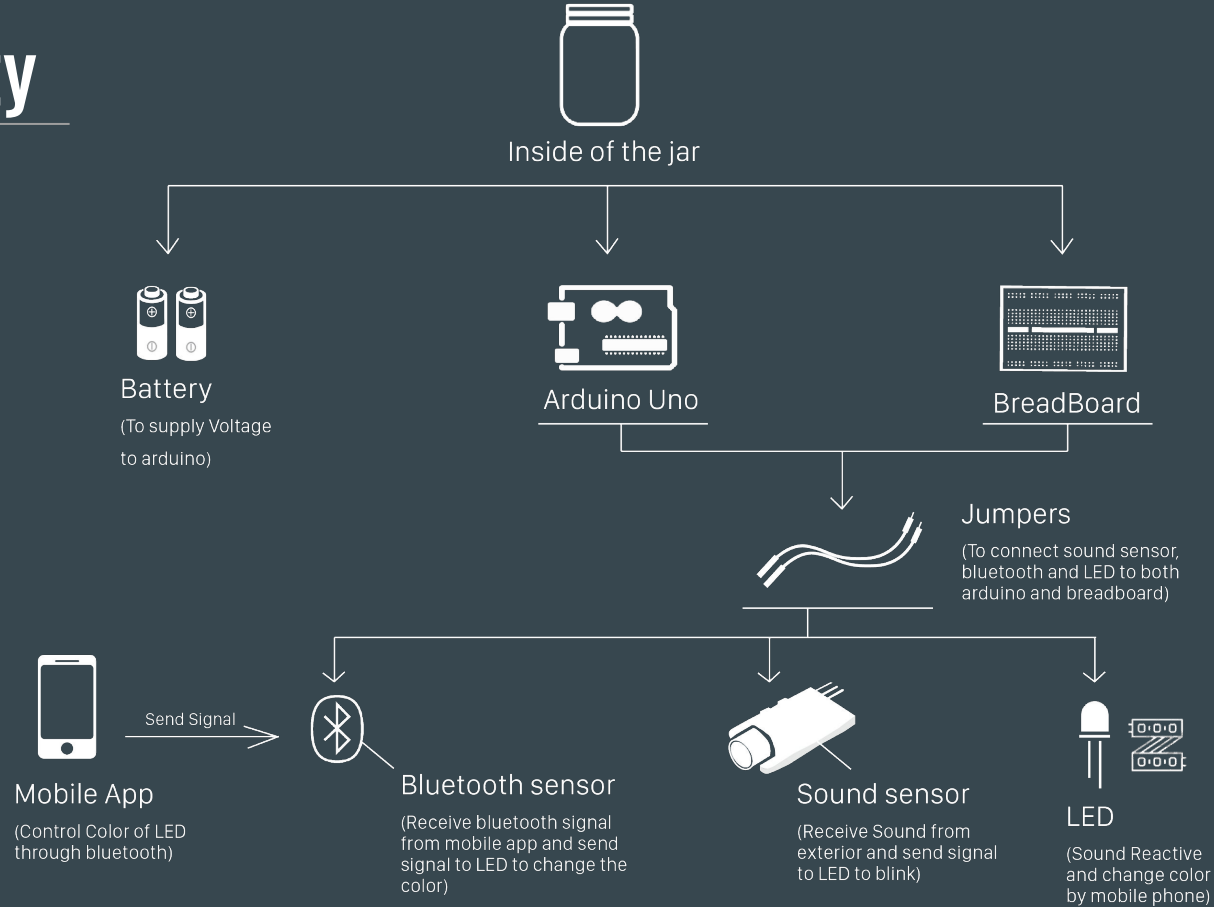 ty
Inside of the jar
Battery
(To supply Voltage
to arduino)
Arduino Uno
BreadBoard
Jumpers
(To connect sound sensor,
bluetooth and LED to both
arduino and breadboard)
Send Signal
Mobile App
(Control Color of LED
through bluetooth)
Bluetooth sensor
(Receive bluetooth signal
from mobile app and send
signal to LED to change the
color)
Sound sensor
(Receive Sound from
exterior and send signal
to LED to blink)
LED
(Sound Reactive
and change color
by mobile phone)